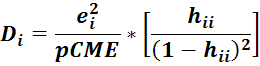 D_i = e_i^2 / pCME * [ h_ii / (1 - h_ii)^2 ]